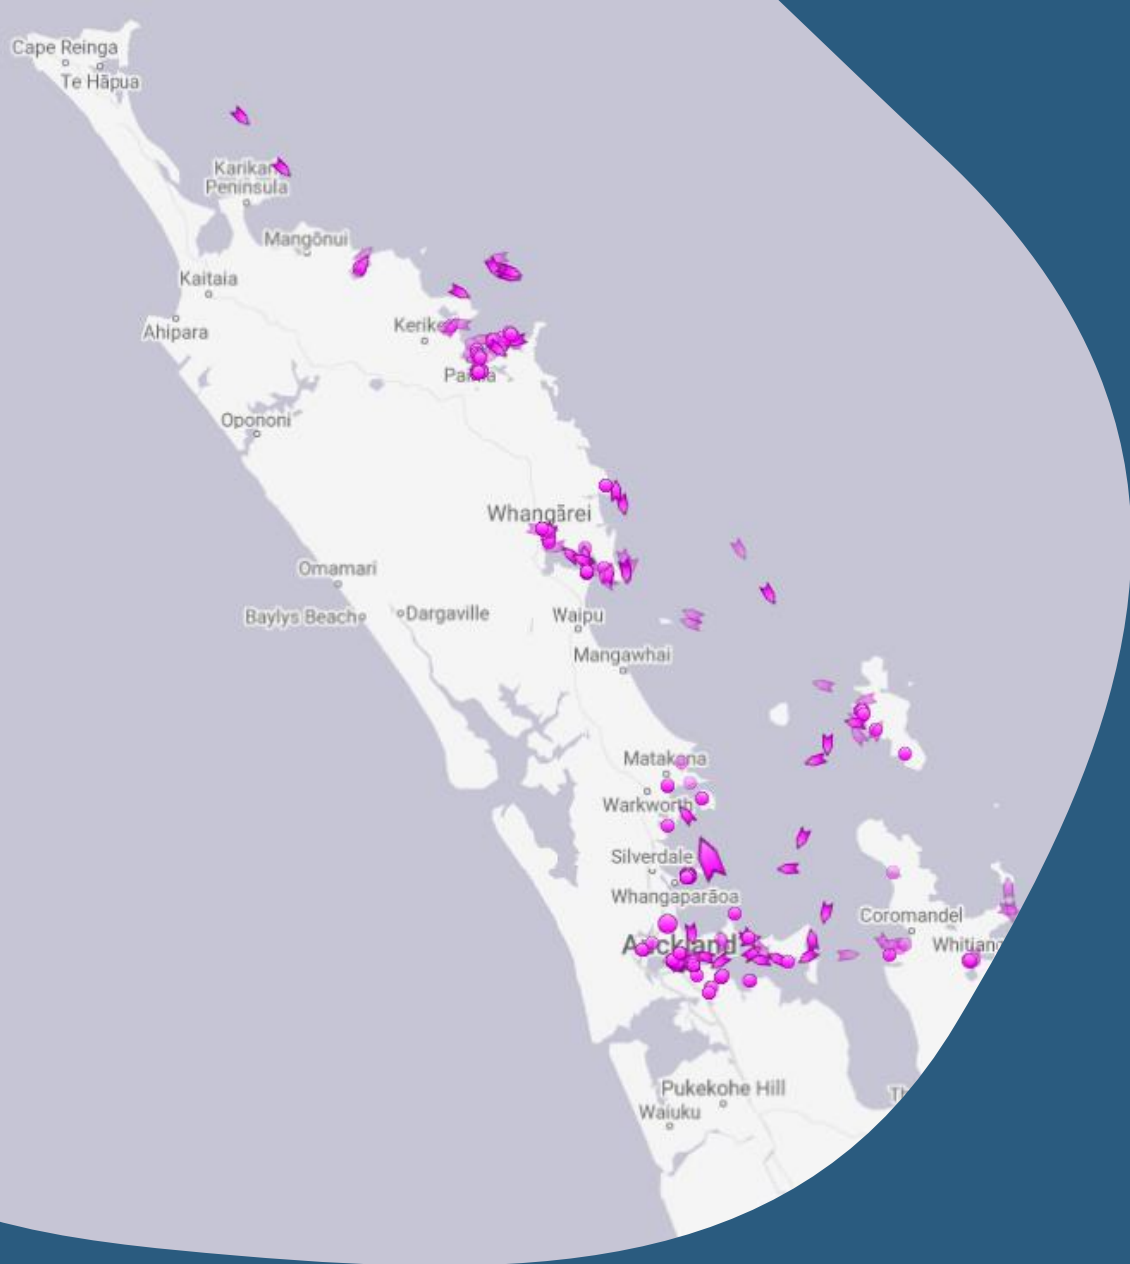 Cape Reinga
Te Hāpua
Peninsula
Mangōnui
Kaitaia
Ahipara
Opononi
Whangārei
Omamari
Baylys Beach
Dargaville
Waipu
Mangawhai
Matakana
Warkworth
Silverdale
Whangaparāoa
Auckland
Coromandel
Pukekohe Hill
Waiuku